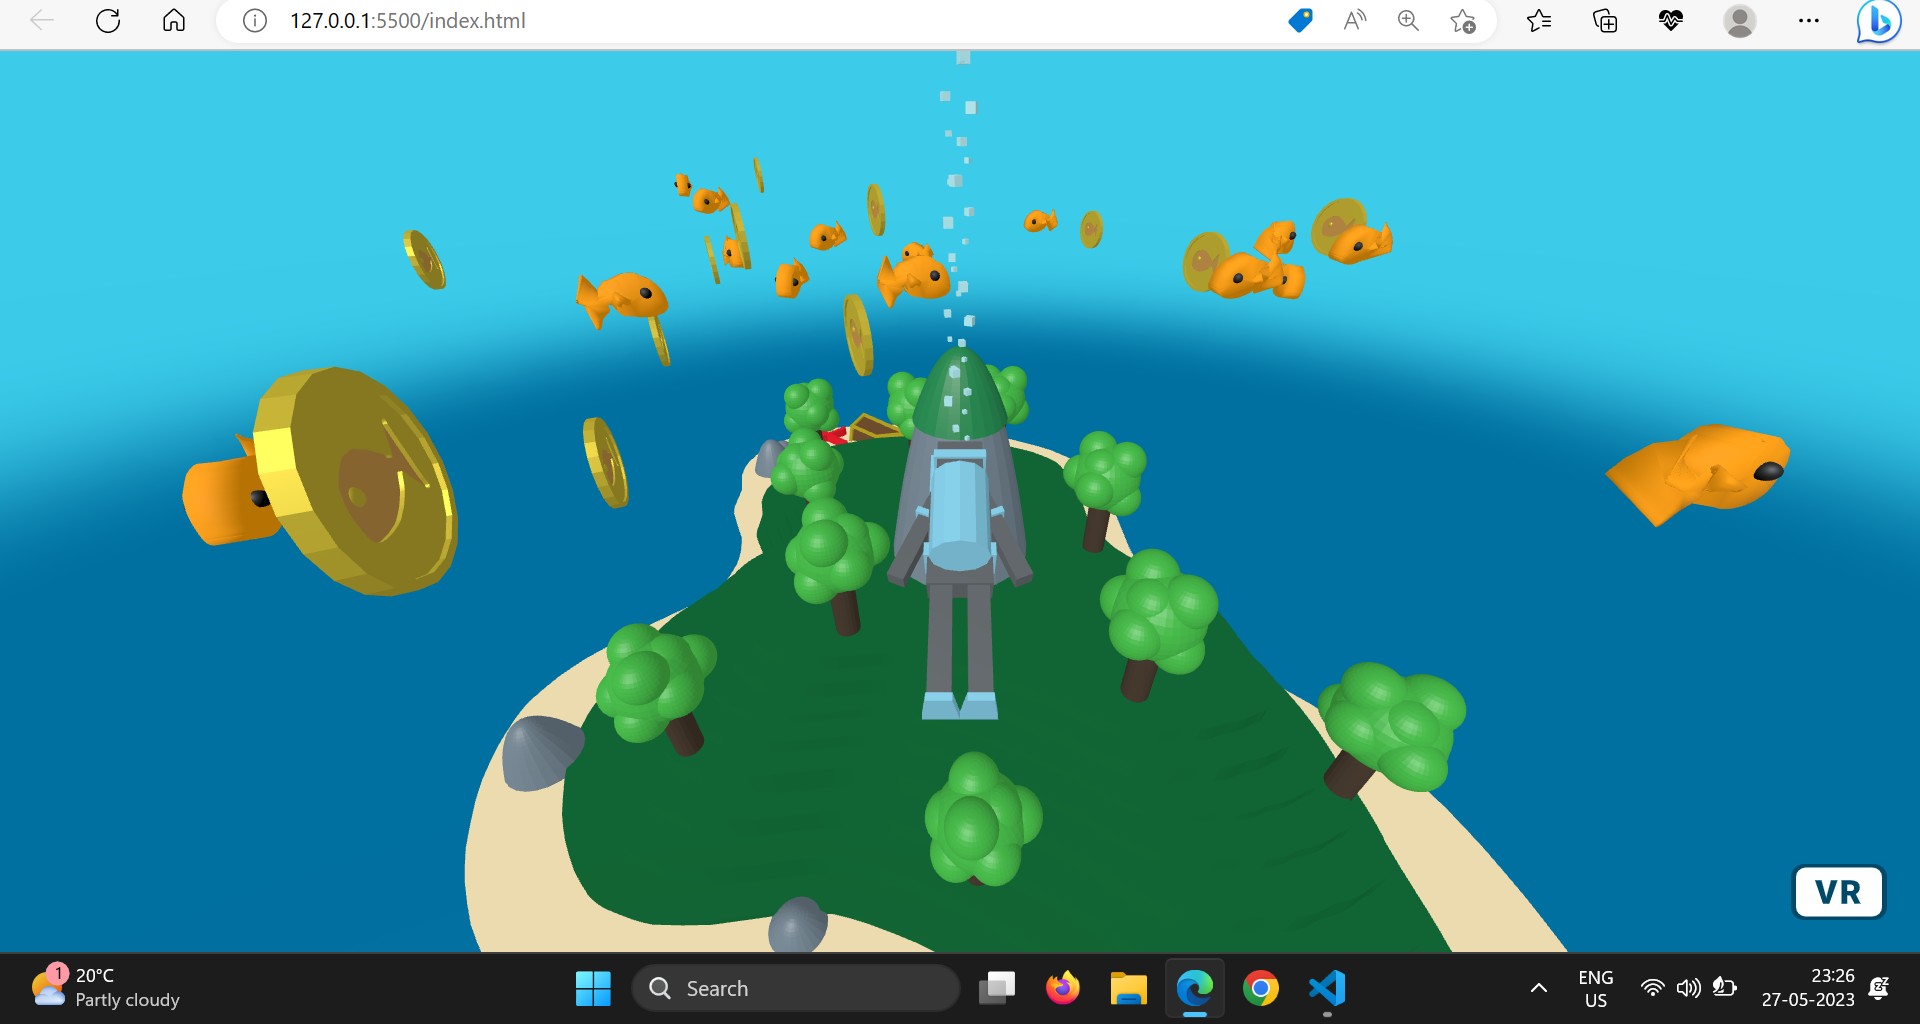 127.0.0.1:5500/index.html
VR
1
20°C
Partly cloudy
Search
ENG
US
23:26
27-05-2023